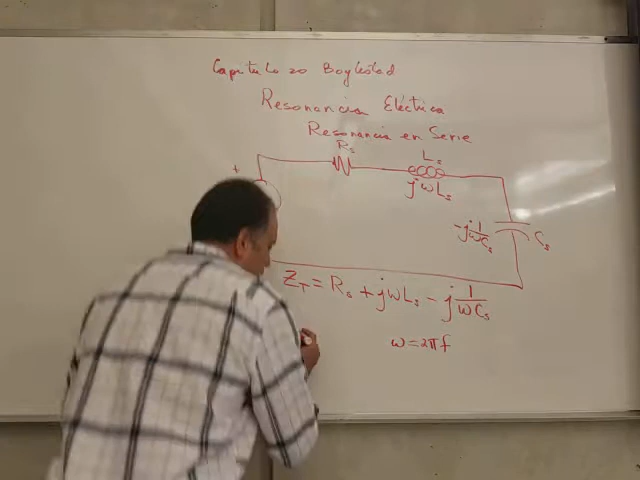 Capítulo 20 Boylestad
Resonancia Eléctrica
Resonancia en Serie
Rs
Ls
+
jωLs
-j 1/ωCs
Cs
ZT = Rs + jωLs - j 1/ωCs
ω = 2πf